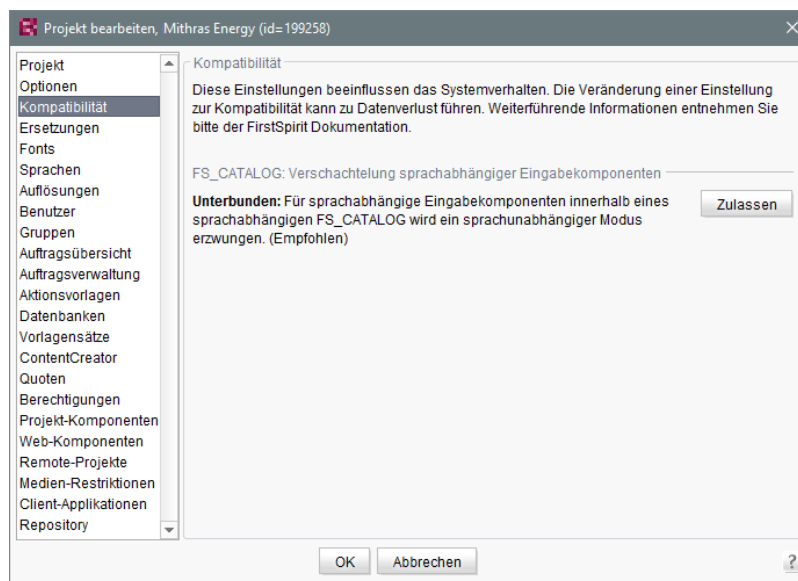 Projekt bearbeiten, Mithras Energy (id=199258)
Projekt
Optionen
Kompatibilität
Ersetzungen
Fonts
Sprachen
Auflösungen
Benutzer
Gruppen
Auftragsübersicht
Auftragsverwaltung
Aktionsvorlagen
Datenbanken
Vorlagensätze
ContentCreator
Quoten
Berechtigungen
Projekt-Komponenten
Web-Komponenten
Remote-Projekte
Medien-Restriktionen
Client-Applikationen
Repository
Kompatibilität
Diese Einstellungen beeinflussen das Systemverhalten. Die Veränderung einer Einstellung
zur Kompatibilität kann zu Datenverlust führen. Weiterführende Informationen entnehmen Sie
bitte der FirstSpirit Dokumentation.
FS_CATALOG: Verschachtelung sprachabhängiger Eingabekomponenten
Unterbunden: Für sprachabhängige Eingabekomponenten innerhalb eines
sprachabhängigen FS_CATALOG wird ein sprachunabhängiger Modus
erzwungen. (Empfohlen)
Zulassen
OK
Abbrechen
?